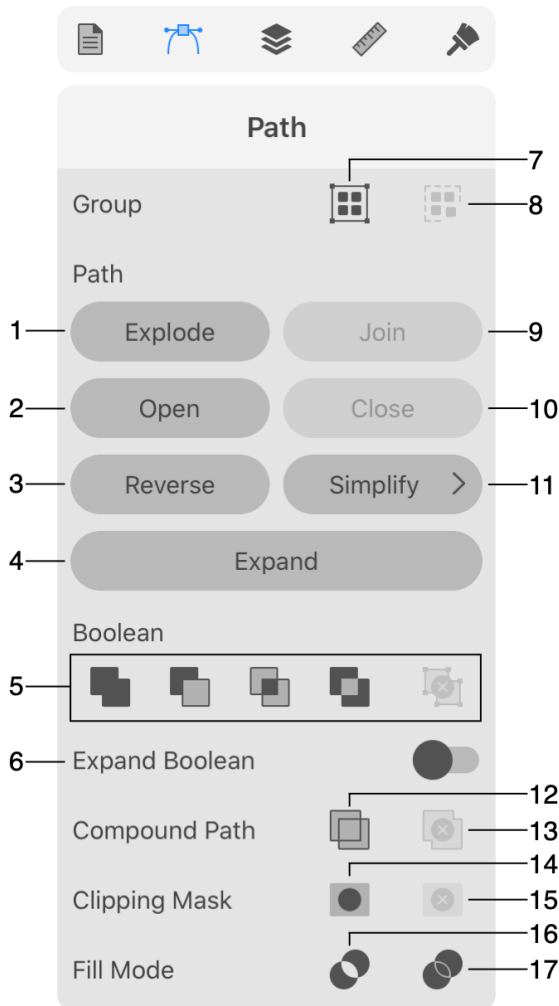 Path
7
Group
8
Path
1 Explode Join 9
2 Open Close 10
3 Reverse Simplify 11
4 Expand
Boolean
5
6 Expand Boolean
12
Compound Path 13
14
Clipping Mask 15
16
Fill Mode 17